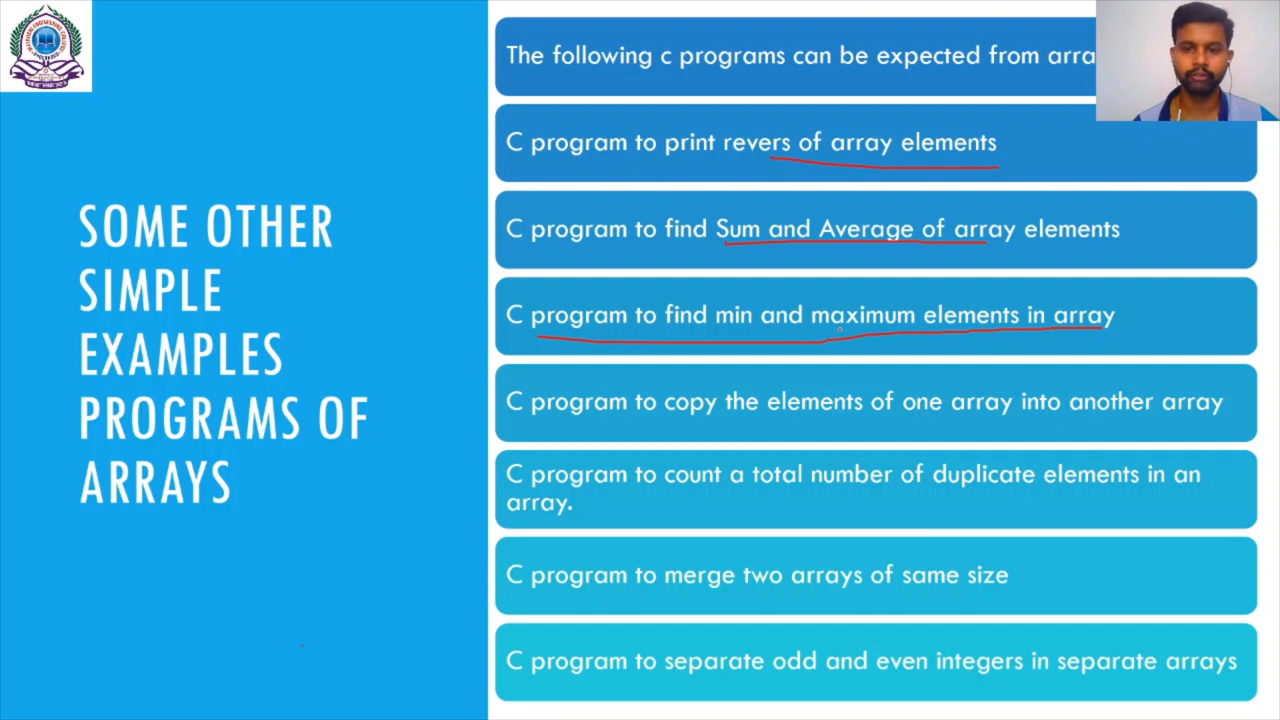 SOME OTHER
SIMPLE
EXAMPLES
PROGRAMS OF
ARRAYS
The following c programs can be expected from
C program to print revers of array elements
C program to find Sum and Average of array elements
C program to find min and maximum elements in array
C program to copy the elements of one array into another array
C program to count a total number of duplicate elements in an
array.
C program to merge two arrays of same size
C program to separate odd and even integers in separate arrays